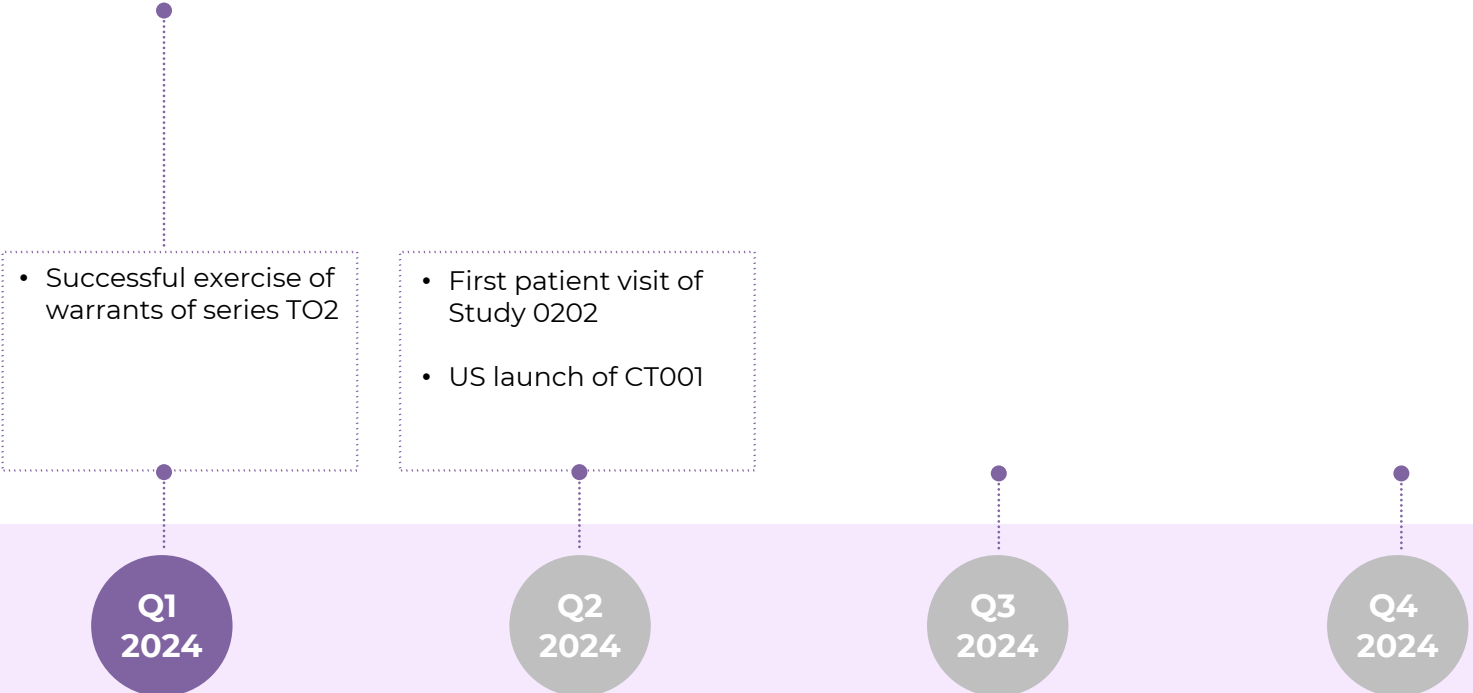 • Successful exercise of
warrants of series TO2
• First patient visit of
Study 0202
• US launch of CT001
Q1
2024
Q2
2024
Q3
2024
Q4
2024